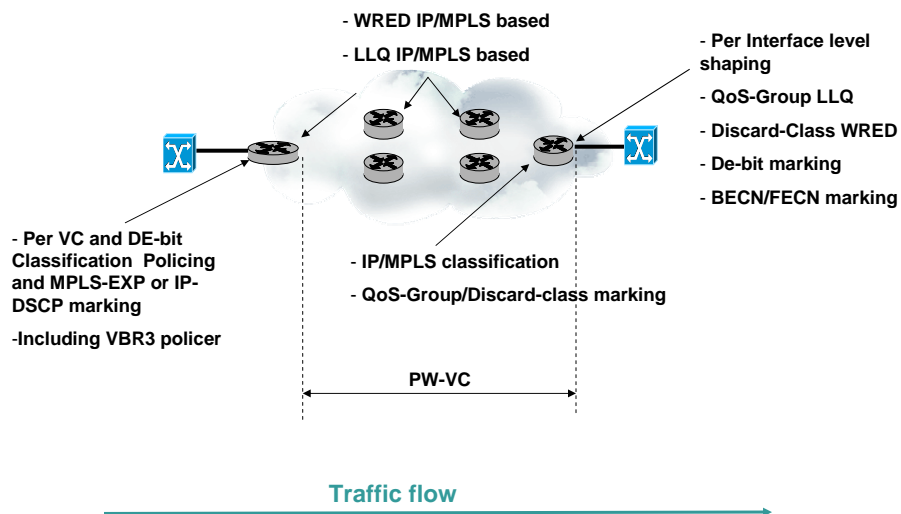 - WRED IP/MPLS based
- LLQ IP/MPLS based
- Per Interface level
shaping
- QoS-Group LLQ
- Discard-Class WRED
- De-bit marking
- BECN/FECN marking
- Per VC and DE-bit
Classification Policing
and MPLS-EXP or IP-
DSCP marking
-Including VBR3 policer
- IP/MPLS classification
- QoS-Group/Discard-class marking
PW-VC
Traffic flow